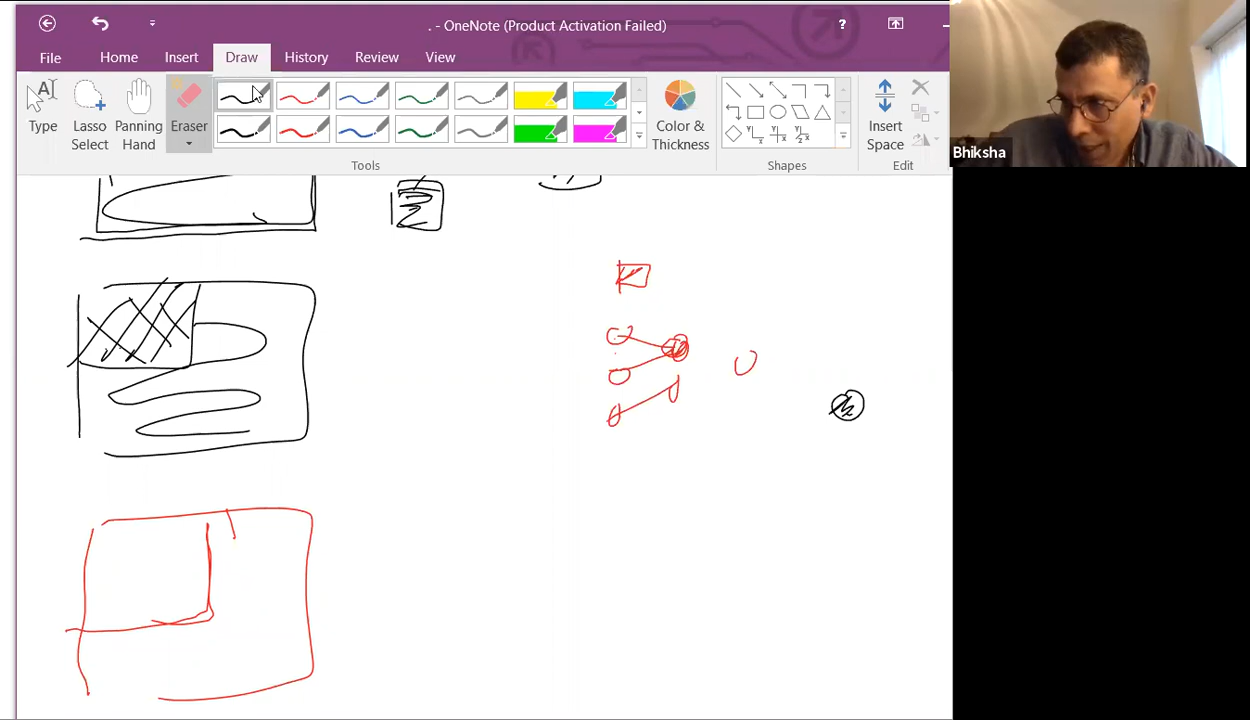 . - OneNote (Product Activation Failed)
?
File Home Insert Draw History Review View
Type
Lasso Select
Panning Hand
Eraser
Color & Thickness
Insert Space
Tools
Shapes
Edit
Bhiksha